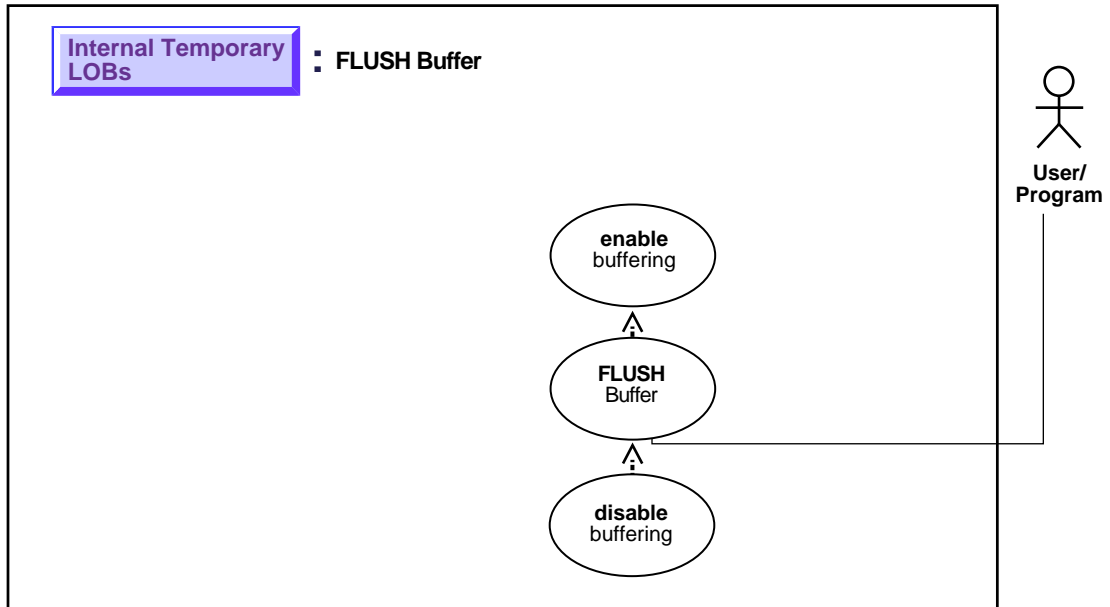 Internal Temporary
LOBs
: FLUSH Buffer
User/
Program
enable
buffering
FLUSH
Buffer
disable
buffering